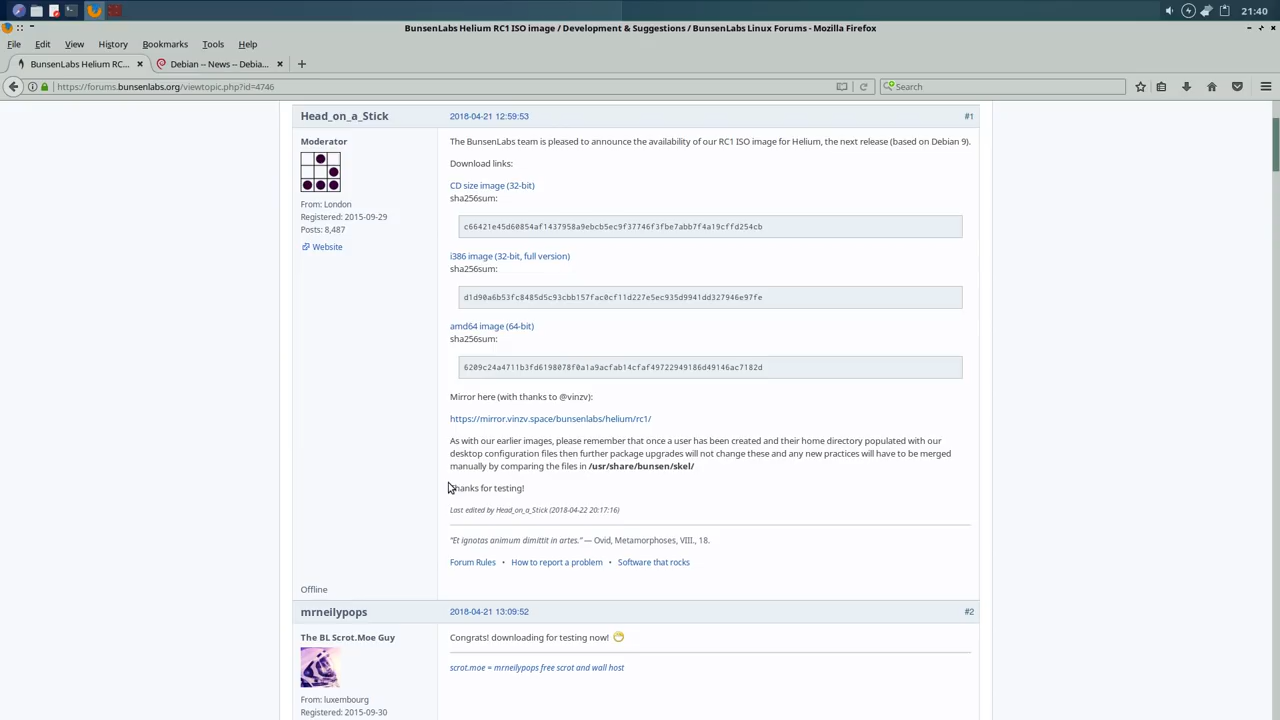 21:40
BunsenLabs Helium RC1 ISO image / Development & Suggestions / BunsenLabs Linux Forums - Mozilla Firefox
File Edit View History Bookmarks Tools Help
BunsenLabs Helium RC... × Debian -- News -- Debia... × +
https://forums.bunsenlabs.org/viewtopic.php?id=4746 Search
Head_on_a_Stick 2018-04-21 12:59:53 #1
Moderator
From: London
Registered: 2015-09-29
Posts: 8,487
Website
The BunsenLabs team is pleased to announce the availability of our RC1 ISO image for Helium, the next release (based on Debian 9).
Download links:
CD size image (32-bit)
sha256sum:
c66421e45d60854af1437958a9ebcb5ec9f37746f3fbe7abb7f4a19cffd254cb
i386 image (32-bit, full version)
sha256sum:
d1d90a6b53fc8485d5c93cbb157fac0cf11d227e5ec935d9941dd327946e97fe
amd64 image (64-bit)
sha256sum:
6209c24a4711b3fd6198078f0a1a9acfab14cfaf49722949186d49146ac7182d
Mirror here (with thanks to @vinzv):
https://mirror.vinzv.space/bunsenlabs/helium/rc1/
As with our earlier images, please remember that once a user has been created and their home directory populated with our
desktop configuration files then further package upgrades will not change these and any new practices will have to be merged
manually by comparing the files in /usr/share/bunsen/skel/
Thanks for testing!
Last edited by Head_on_a_Stick (2018-04-22 20:17:16)
“Et ignotas animum dimittit in artes.” — Ovid, Metamorphoses, VIII., 18.
Forum Rules • How to report a problem • Software that rocks
Offline
mrneilypops 2018-04-21 13:09:52 #2
The BL Scrot.Moe Guy
From: luxembourg
Registered: 2015-09-30
Congrats! downloading for testing now!
scrot.moe = mrneilypops free scrot and wall host